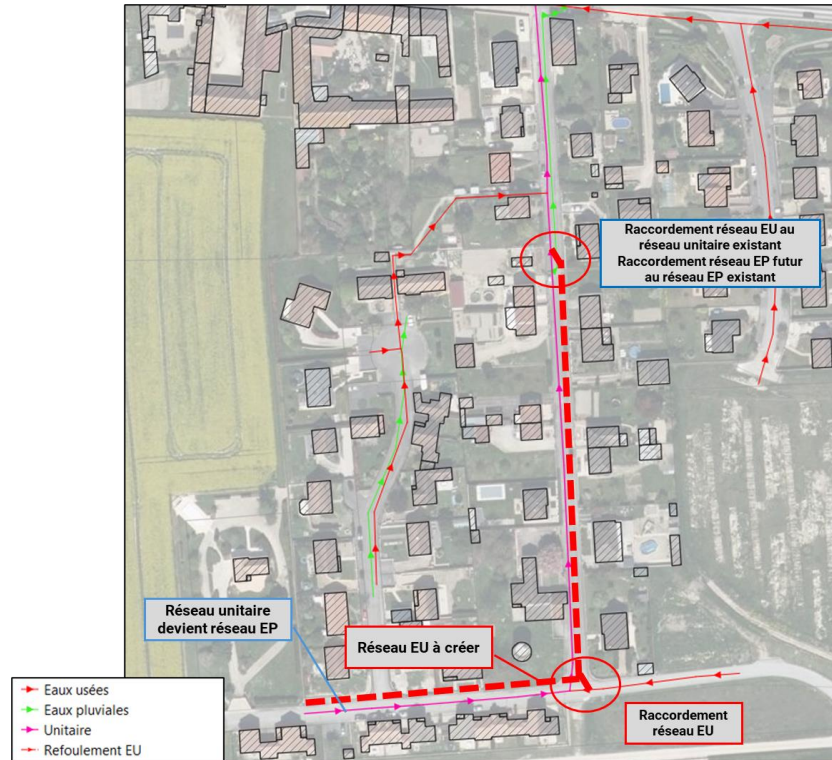 Raccordement réseau EU au
réseau unitaire existant
Raccordement réseau EP futur
au réseau EP existant
Réseau unitaire
devient réseau EP
Réseau EU à créer
Raccordement
réseau EU
Eaux usées
Eaux pluviales
Unitaire
Refoulement EU